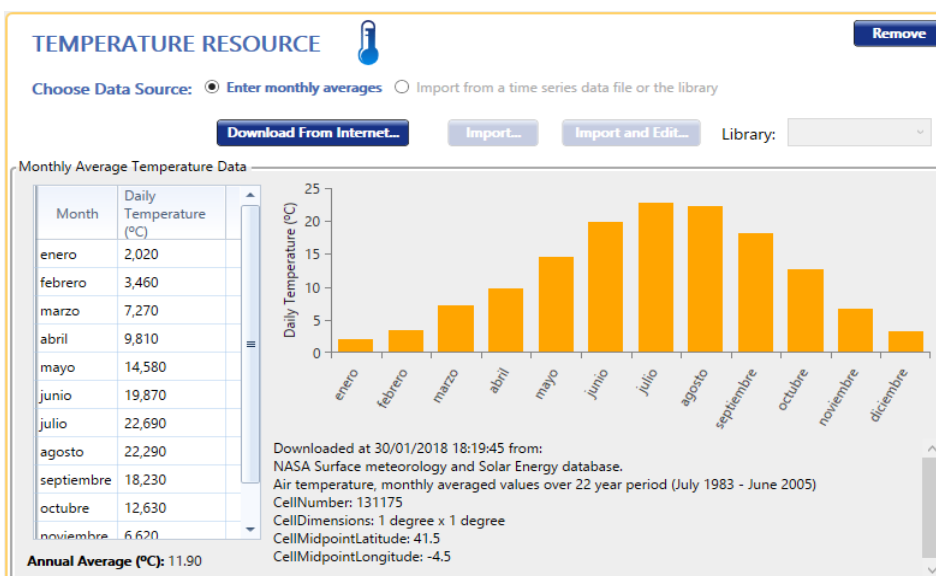 TEMPERATURE RESOURCE
Remove
Choose Data Source: Enter monthly averages Import from a time series data file or the library
Download From Internet... Import... Import and Edit... Library:
Monthly Average Temperature Data
Month Daily Temperature (ºC)
enero 2,020
febrero 3,460
marzo 7,270
abril 9,810
mayo 14,580
junio 19,870
julio 22,690
agosto 22,290
septiembre 18,230
octubre 12,630
noviembre 6,620
Annual Average (ºC): 11.90
Daily Temperature (ºC)
25
20
15
10
5
0
enero febrero marzo abril mayo junio julio agosto septiembre octubre noviembre diciembre
Downloaded at 30/01/2018 18:19:45 from:
NASA Surface meteorology and Solar Energy database.
Air temperature, monthly averaged values over 22 year period (July 1983 - June 2005)
CellNumber: 131175
CellDimensions: 1 degree x 1 degree
CellMidpointLatitude: 41.5
CellMidpointLongitude: -4.5